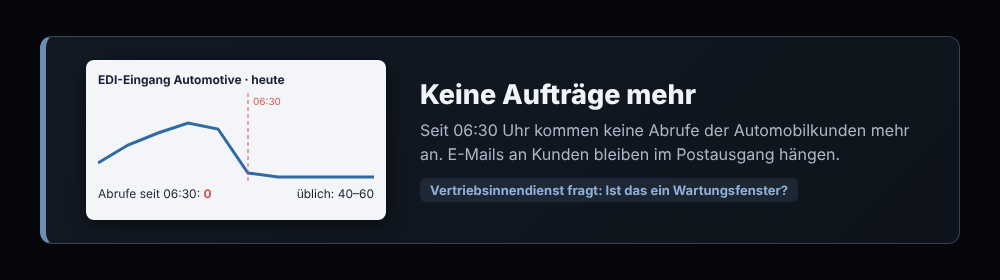 EDI-Eingang Automotive · heute
06:30
Abrufe seit 06:30: 0
üblich: 40–60
Keine Aufträge mehr
Seit 06:30 Uhr kommen keine Abrufe der Automobilkunden mehr
an. E-Mails an Kunden bleiben im Postausgang hängen.
Vertriebsinnendienst fragt: Ist das ein Wartungsfenster?